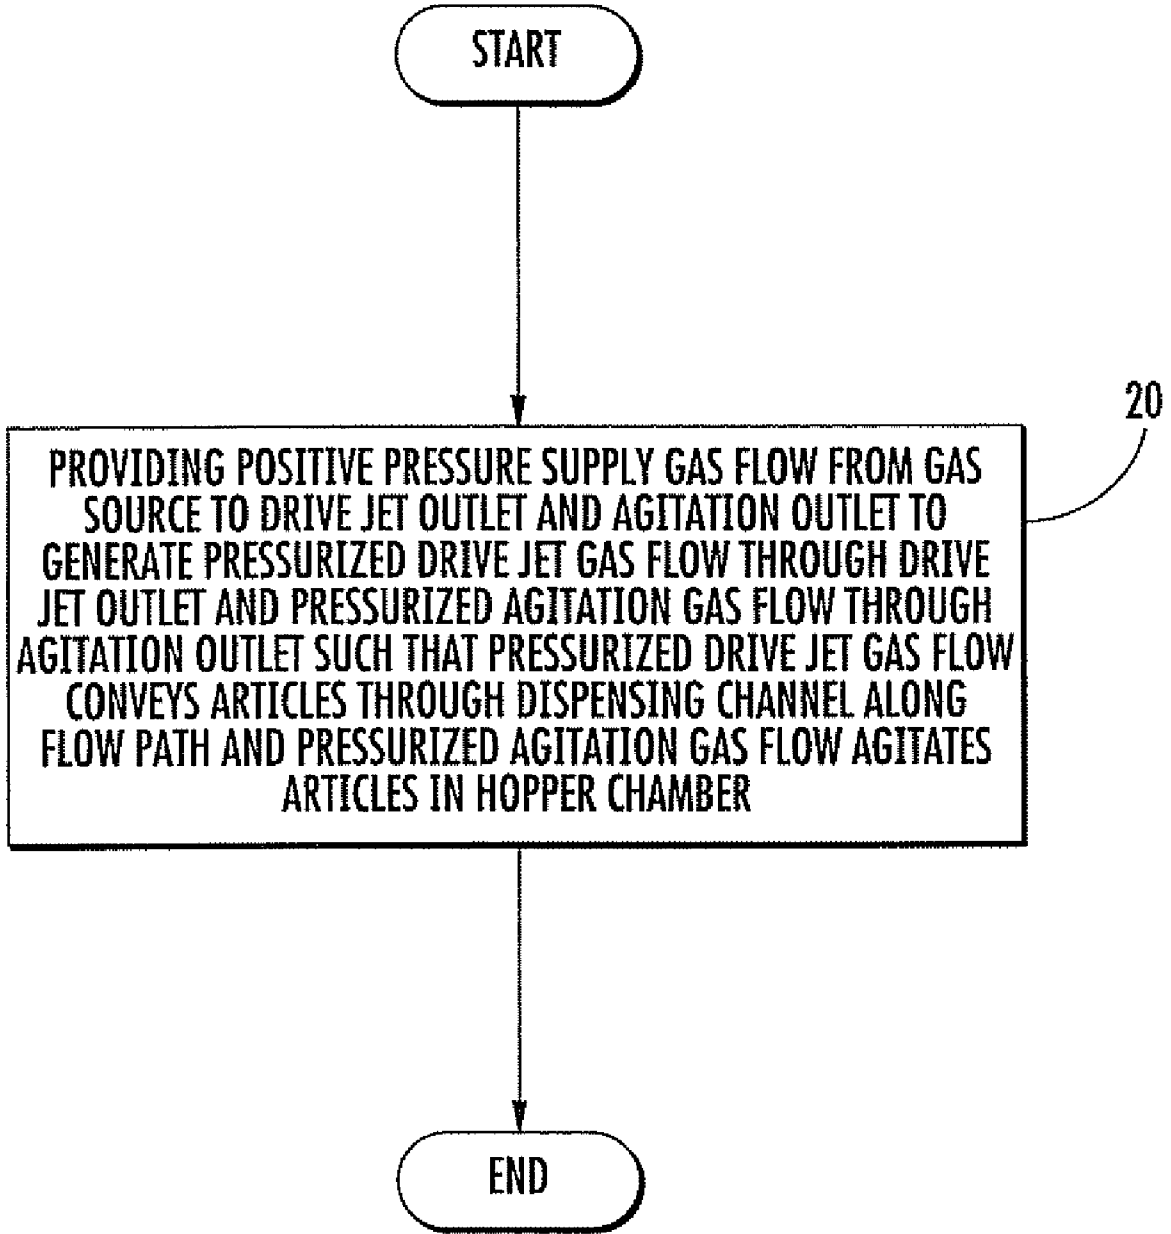 START
20
PROVIDING POSITIVE PRESSURE SUPPLY GAS FLOW FROM GAS
SOURCE TO DRIVE JET OUTLET AND AGITATION OUTLET TO
GENERATE PRESSURIZED DRIVE JET GAS FLOW THROUGH DRIVE
JET OUTLET AND PRESSURIZED AGITATION GAS FLOW THROUGH
AGITATION OUTLET SUCH THAT PRESSURIZED DRIVE JET GAS FLOW
CONVEYS ARTICLES THROUGH DISPENSING CHANNEL ALONG
FLOW PATH AND PRESSURIZED AGITATION GAS FLOW AGITATES
ARTICLES IN HOPPER CHAMBER
END